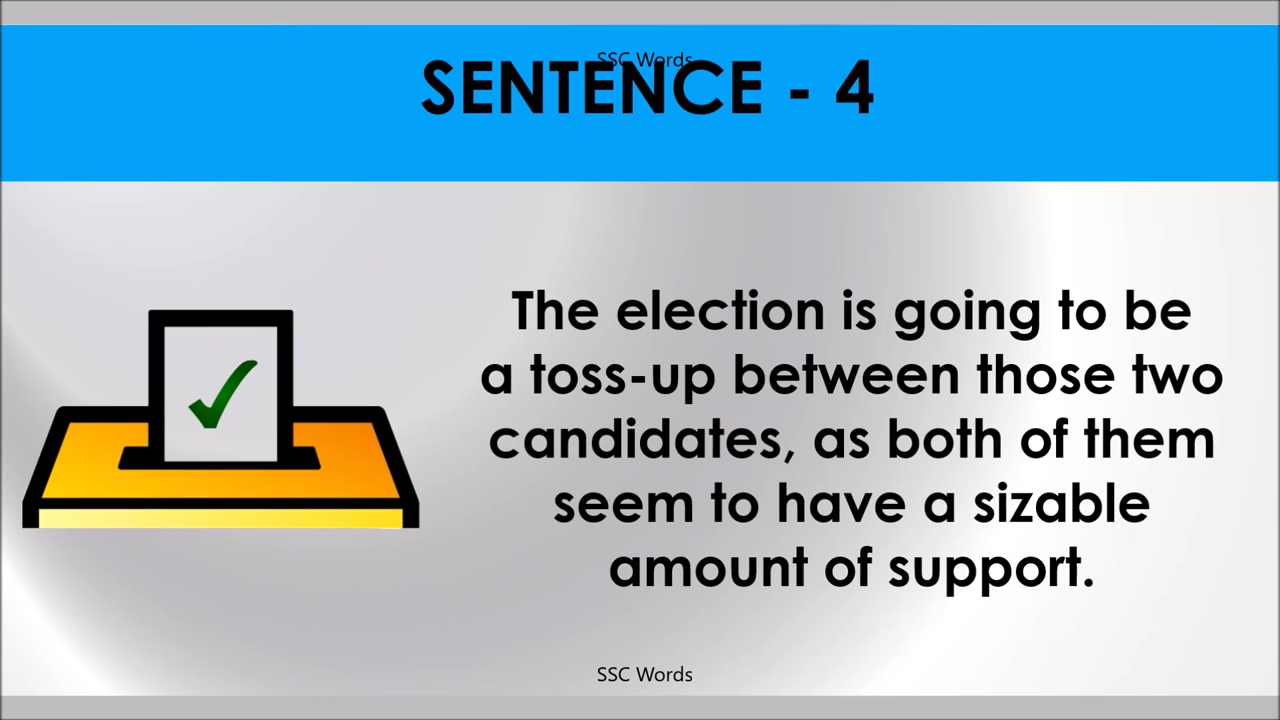 SSC Words
SENTENCE - 4
The election is going to be
a toss-up between those two
candidates, as both of them
seem to have a sizable
amount of support.
SSC Words